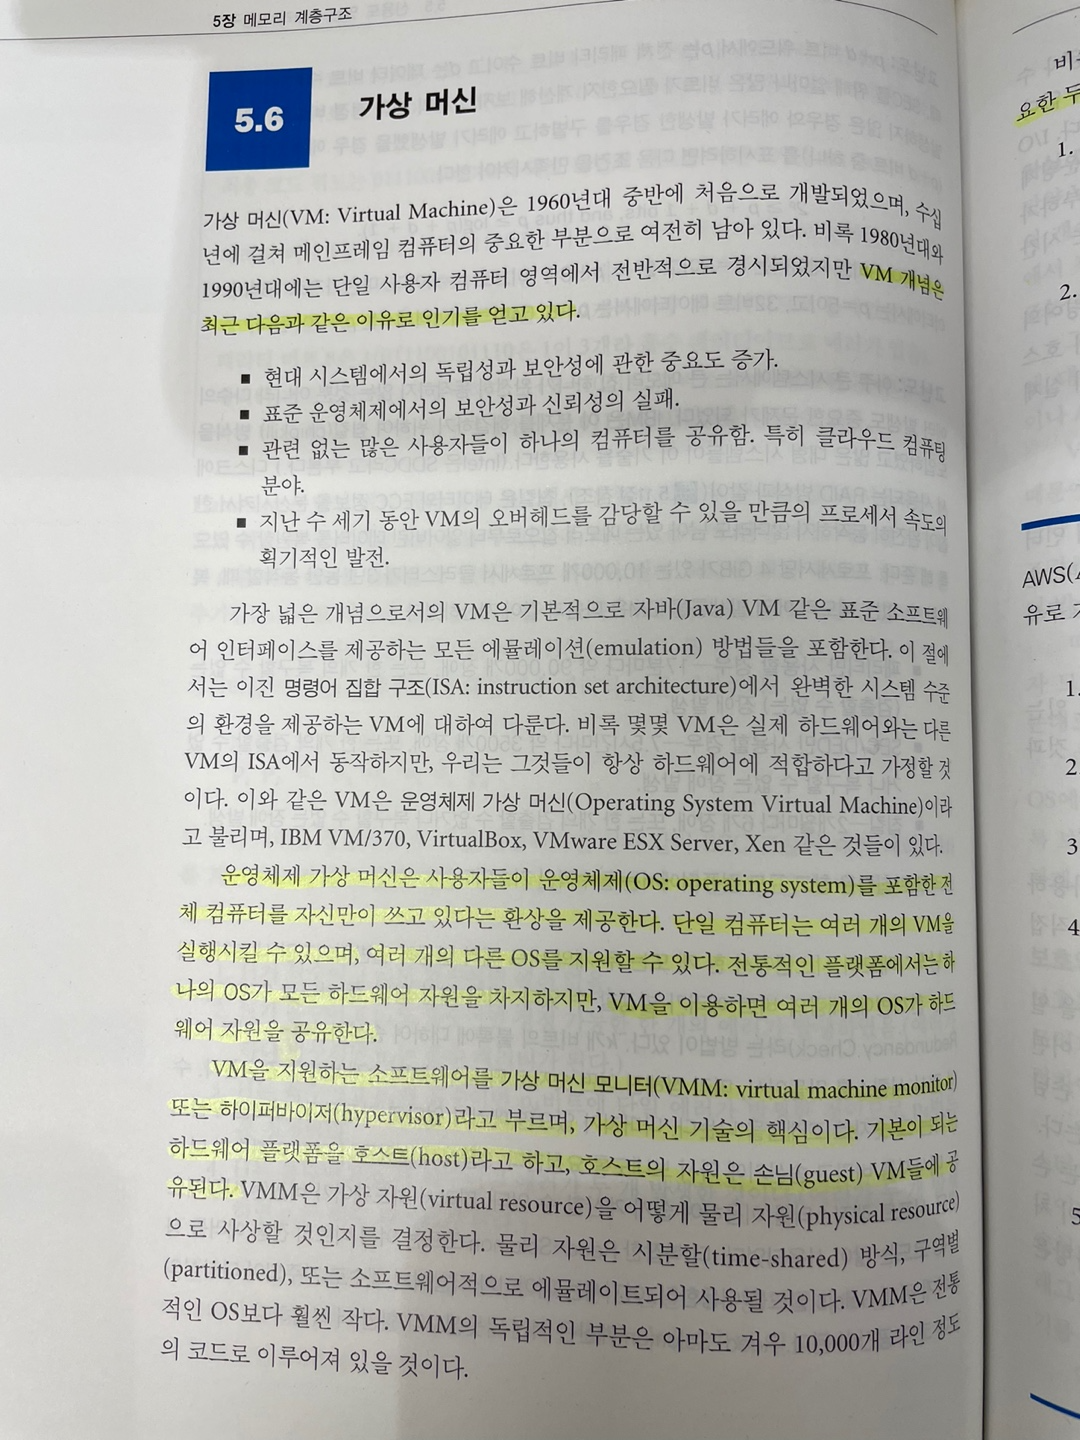 5장 메모리 계층구조
5.6 가상 머신
가상 머신(VM: Virtual Machine)은 1960년대 중반에 처음으로 개발되었으며, 수십
년에 걸쳐 메인프레임 컴퓨터의 중요한 부분으로 여전히 남아 있다. 비록 1980년대와
1990년대에는 단일 사용자 컴퓨터 영역에서 전반적으로 경시되었지만 VM 개념은
최근 다음과 같은 이유로 인기를 얻고 있다.
■ 현대 시스템에서의 독립성과 보안성에 관한 중요도 증가.
■ 표준 운영체제에서의 보안성과 신뢰성의 실패.
■ 관련 없는 많은 사용자들이 하나의 컴퓨터를 공유함. 특히 클라우드 컴퓨팅
분야.
■ 지난 수 세기 동안 VM의 오버헤드를 감당할 수 있을 만큼의 프로세서 속도의
획기적인 발전.
가장 넓은 개념으로서의 VM은 기본적으로 자바(Java) VM 같은 표준 소프트웨
어 인터페이스를 제공하는 모든 에뮬레이션(emulation) 방법들을 포함한다. 이 절에
서는 이진 명령어 집합 구조(ISA: instruction set architecture)에서 완벽한 시스템 수준
의 환경을 제공하는 VM에 대하여 다룬다. 비록 몇몇 VM은 실제 하드웨어와는 다른
VM의 ISA에서 동작하지만, 우리는 그것들이 항상 하드웨어에 적합하다고 가정할 것
이다. 이와 같은 VM은 운영체제 가상 머신(Operating System Virtual Machine)이라
고 불리며, IBM VM/370, VirtualBox, VMware ESX Server, Xen 같은 것들이 있다.
운영체제 가상 머신은 사용자들이 운영체제(OS: operating system)를 포함한 전
체 컴퓨터를 자신만이 쓰고 있다는 환상을 제공한다. 단일 컴퓨터는 여러 개의 VM을
실행시킬 수 있으며, 여러 개의 다른 OS를 지원할 수 있다. 전통적인 플랫폼에서는 하
나의 OS가 모든 하드웨어 자원을 차지하지만, VM을 이용하면 여러 개의 OS가 하드
웨어 자원을 공유한다.
VM을 지원하는 소프트웨어를 가상 머신 모니터(VMM: virtual machine monitor)
또는 하이퍼바이저(hypervisor)라고 부르며, 가상 머신 기술의 핵심이다. 기본이 되는
하드웨어 플랫폼을 호스트(host)라고 하고, 호스트의 자원은 손님(guest) VM들에 공
유된다. VMM은 가상 자원(virtual resource)을 어떻게 물리 자원(physical resource)
으로 사상할 것인지를 결정한다. 물리 자원은 시분할(time-shared) 방식, 구역별
(partitioned), 또는 소프트웨어적으로 에뮬레이트되어 사용될 것이다. VMM은 전통
적인 OS보다 훨씬 작다. VMM의 독립적인 부분은 아마도 겨우 10,000개 라인 정도
의 코드로 이루어져 있을 것이다.
요한 두
1.
2.
AWS(
유로
1.
2
3
4
5